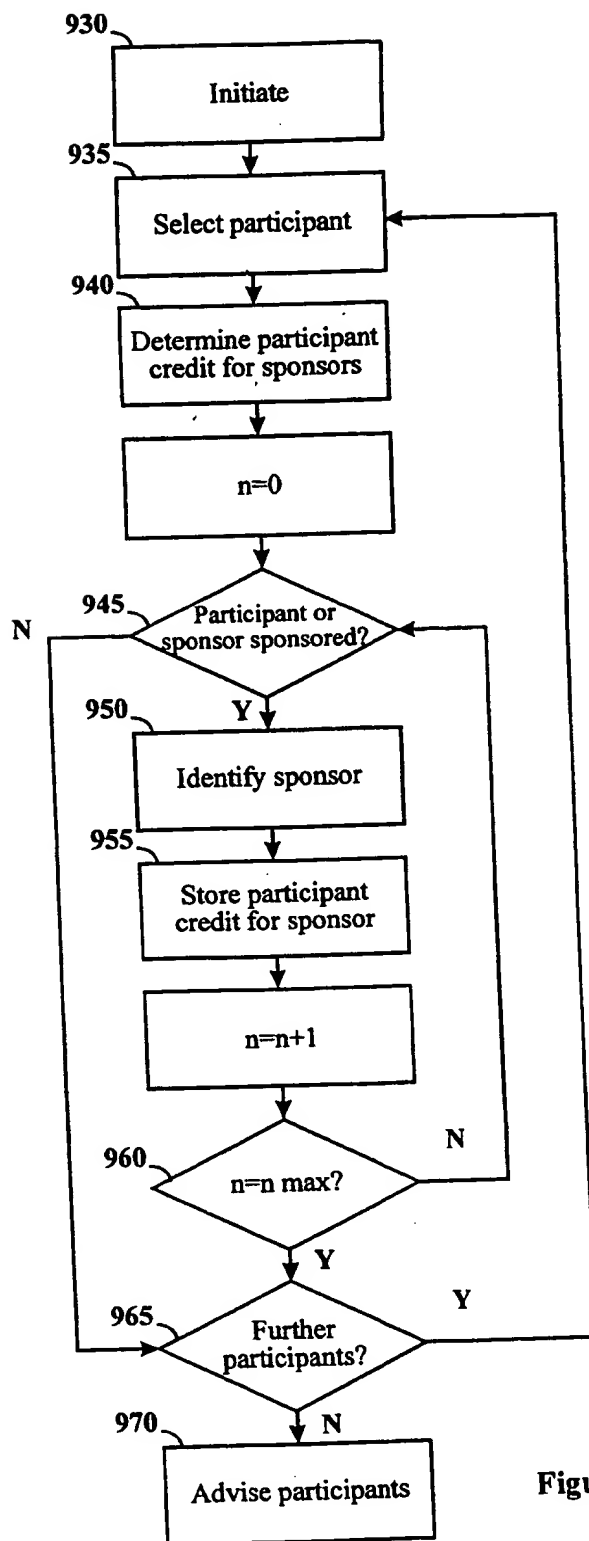 930
Initiate
935
Select participant
940
Determine participant
credit for sponsors
n=0
945
N
Participant or
sponsor sponsored?
Y
950
Identify sponsor
955
Store participant
credit for sponsor
n=n+1
N
960
n=n max?
Y
Y
965
Further
participants?
N
970
Advise participants